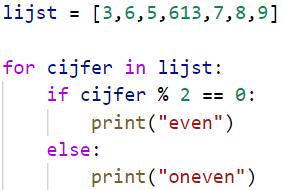 lijst = [3,6,5,613,7,8,9]
for cijfer in lijst:
    if cijfer % 2 == 0:
        print("even")
    else:
        print("oneven")